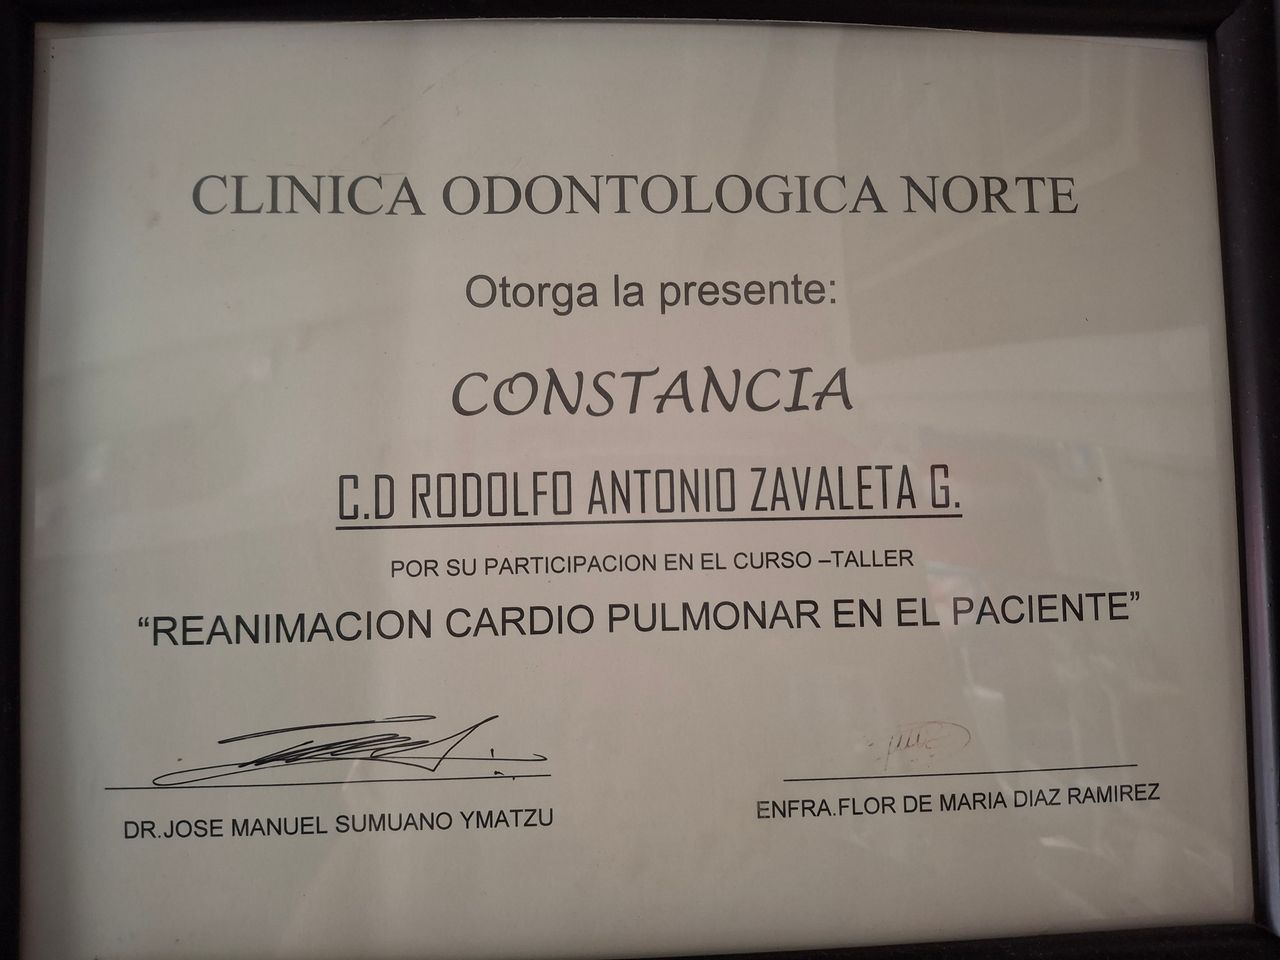 CLINICA ODONTOLOGICA NORTE
Otorga la presente:
CONSTANCIA
C.D RODOLFO ANTONIO ZAVALETA G.
POR SU PARTICIPACION EN EL CURSO –TALLER
“REANIMACION CARDIO PULMONAR EN EL PACIENTE”
DR.JOSE MANUEL SUMUANO YMATZU
ENFRA.FLOR DE MARIA DIAZ RAMIREZ